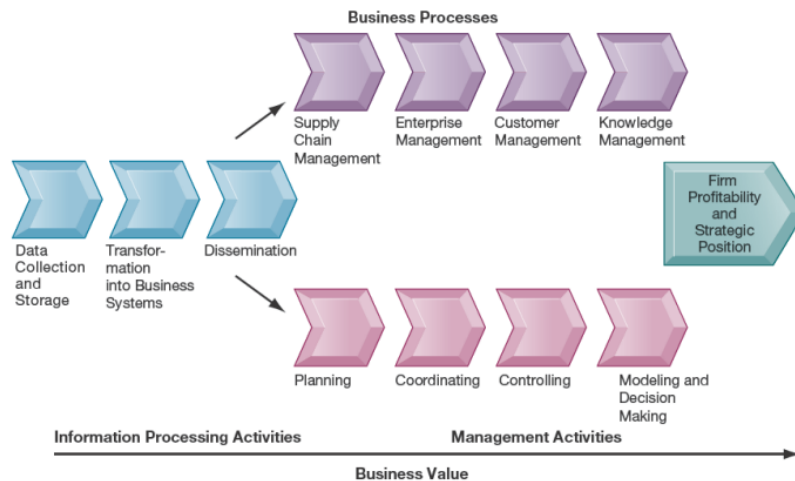 Business Processes
Supply
Chain
Management
Enterprise
Management
Customer
Management
Knowledge
Management
Firm
Profitability
and
Strategic
Position
Data
Collection
and
Storage
Transfor-
mation
into Business
Systems
Dissemination
Planning
Coordinating
Controlling
Modeling and
Decision
Making
Information Processing Activities
Management Activities
Business Value